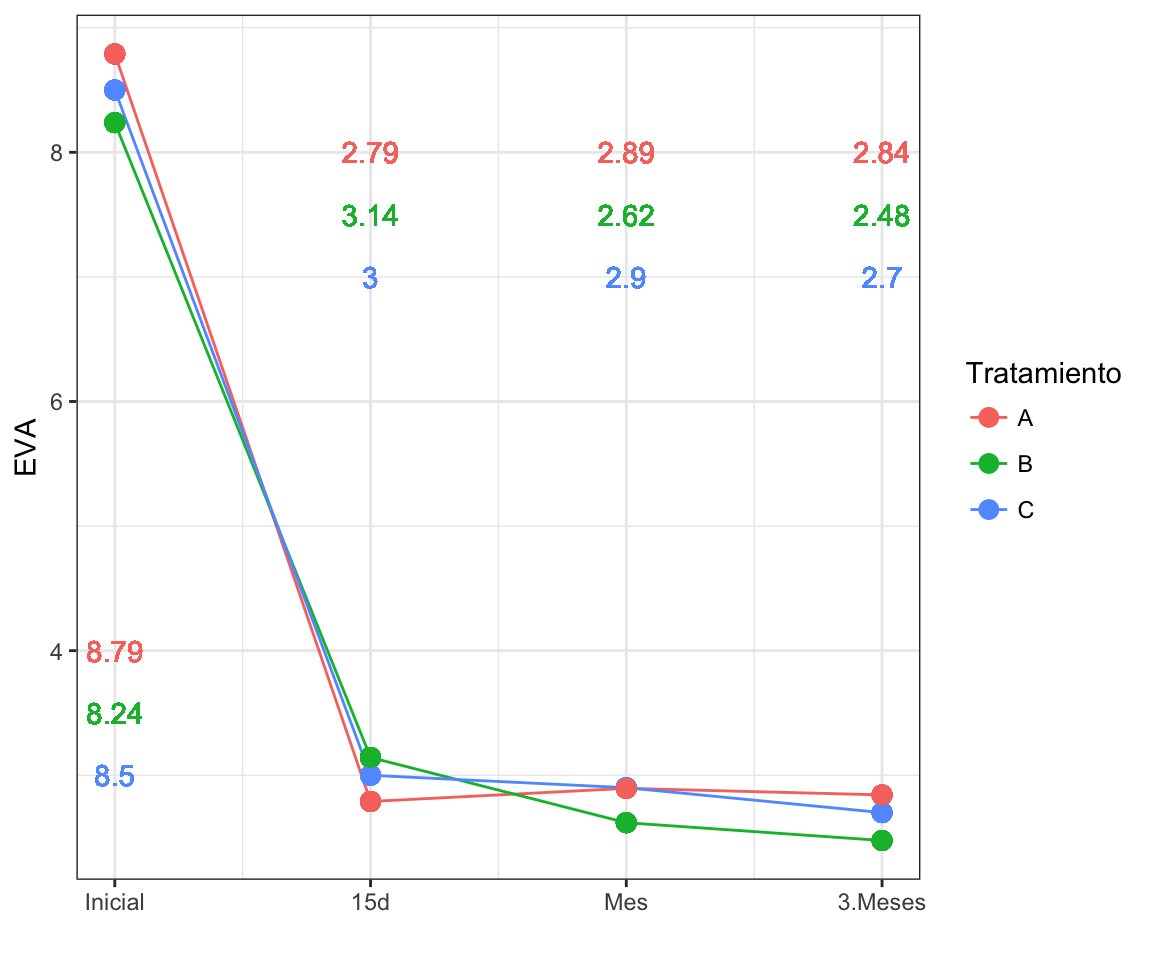 8
2.79 2.89 2.84
3.14 2.62 2.48
3 2.9 2.7
Tratamiento
6
A
EVA
B
C
4
8.79
8.24
8.5
Inicial 15d Mes 3.Meses